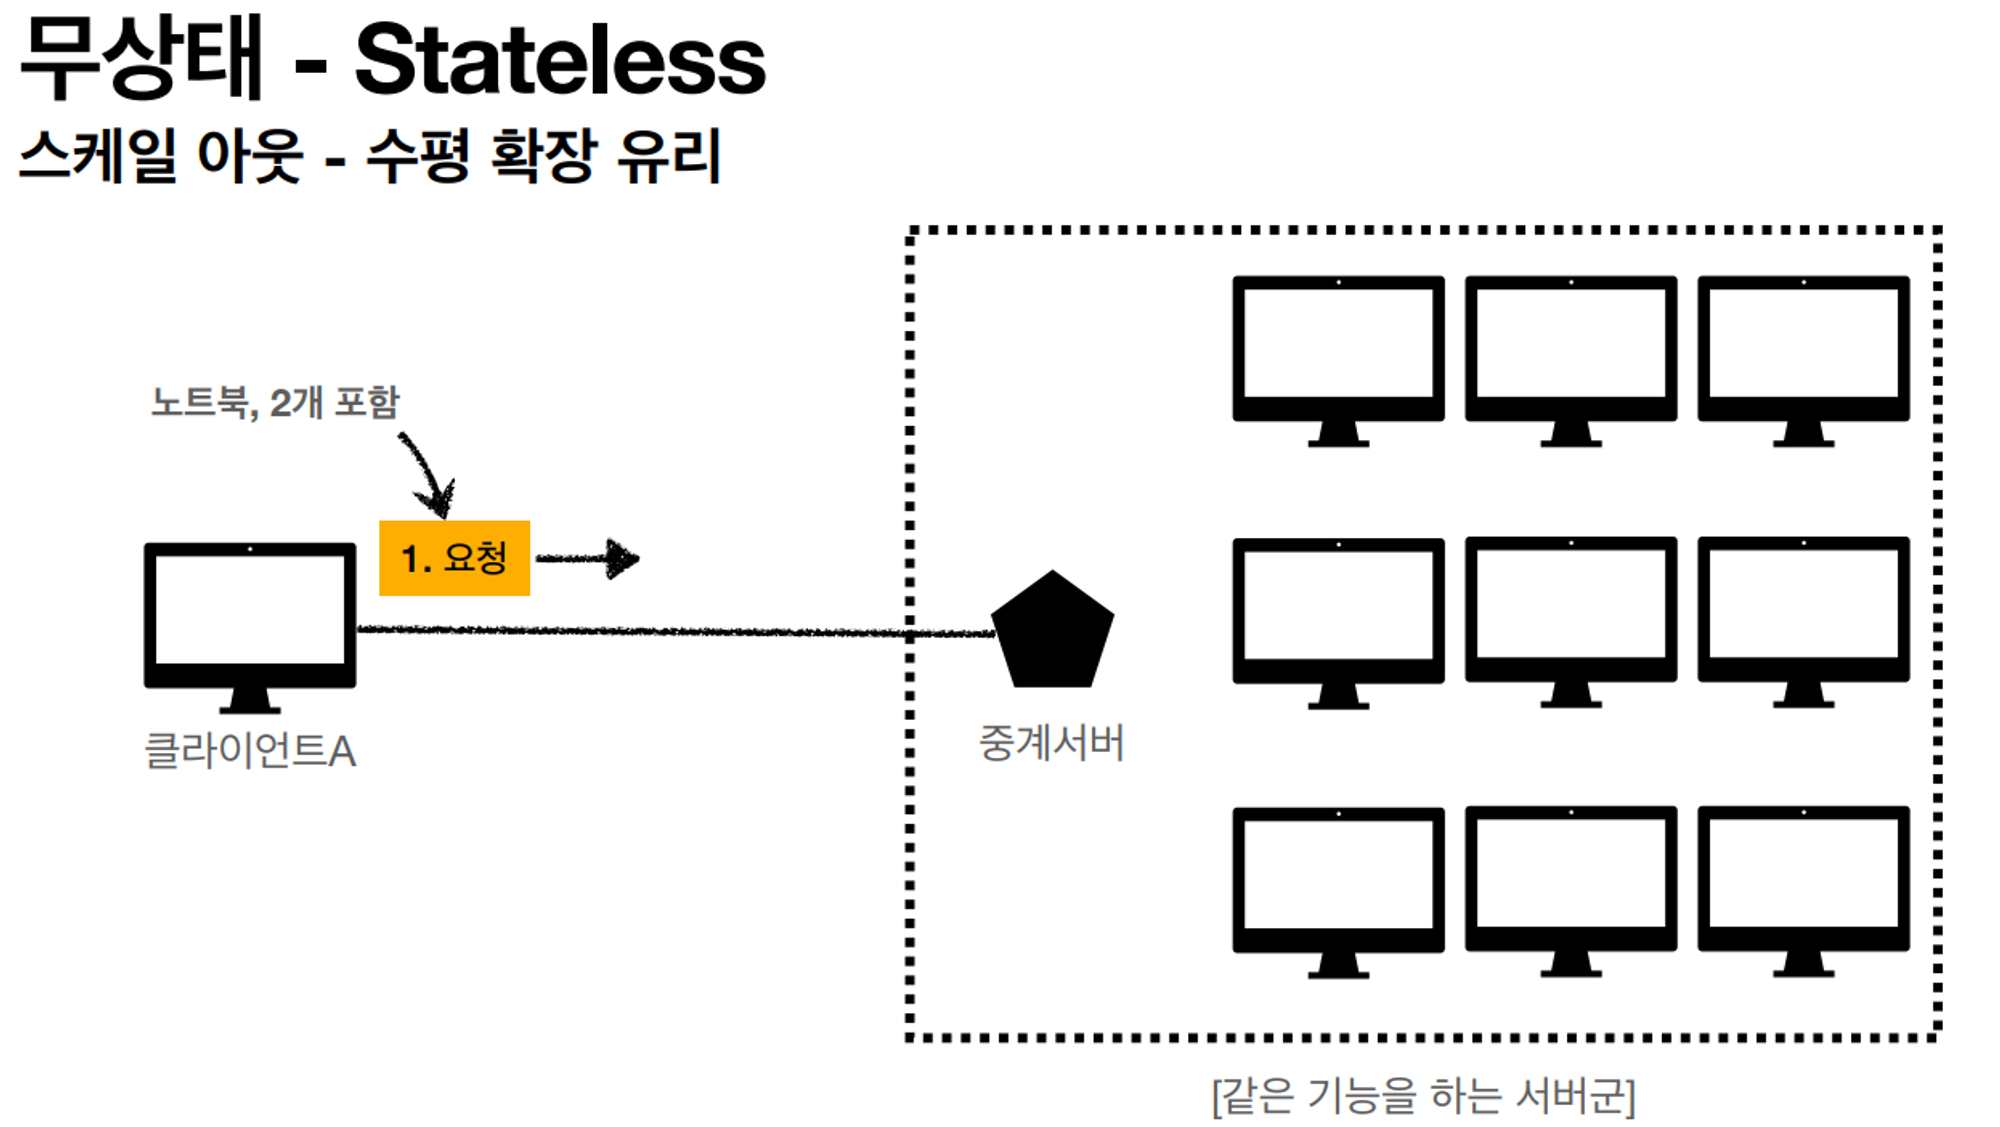 무상태 - Stateless
스케일 아웃 - 수평 확장 유리
노트북, 2개 포함
1. 요청
클라이언트A
중계서버
[같은 기능을 하는 서버군]